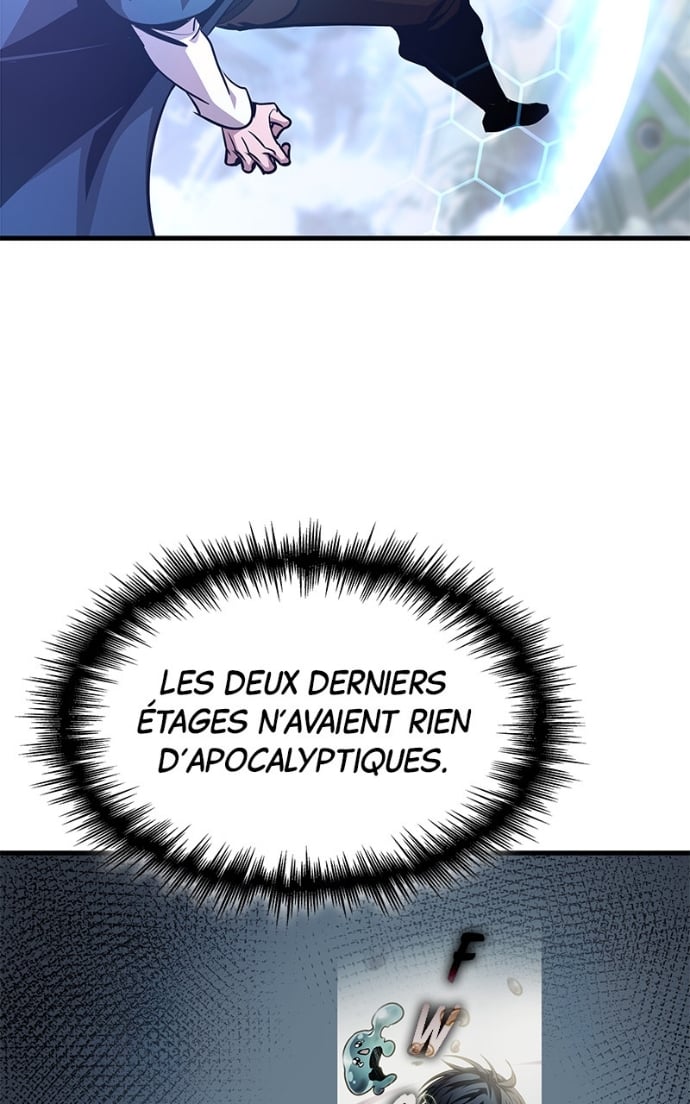 LES DEUX DERNIERS
ÉTAGES N'AVAIENT RIEN
D'APOCALYPTIQUES.
F
W